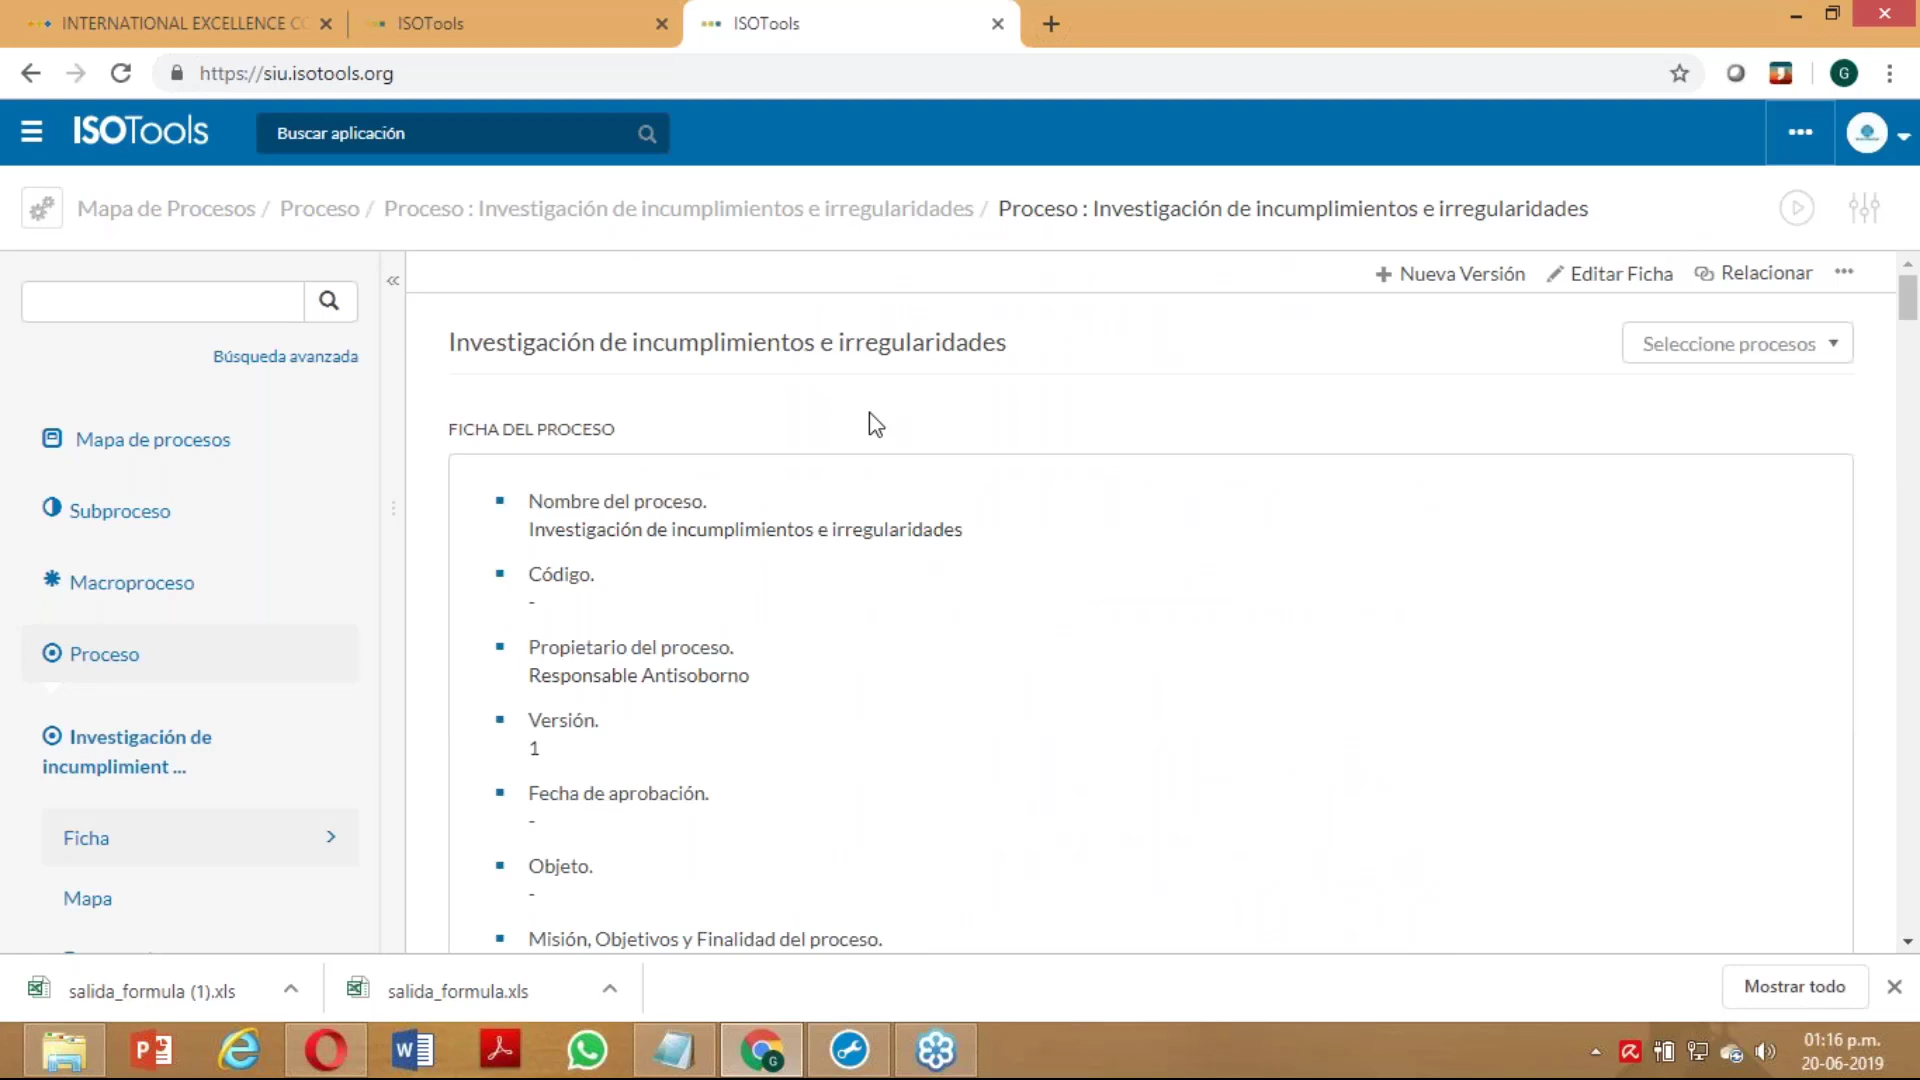 INTERNATIONAL EXCELLENCE CO
ISOTools
ISOTools
https://siu.isotools.org
G
ISOTools
Buscar aplicación
Mapa de Procesos / Proceso / Proceso : Investigación de incumplimientos e irregularidades / Proceso : Investigación de incumplimientos e irregularidades
Nueva Versión
Editar Ficha
Relacionar
Búsqueda avanzada
Mapa de procesos
Subproceso
Macroproceso
Proceso
Investigación de
incumplimient ...
Ficha
Mapa
Investigación de incumplimientos e irregularidades
Seleccione procesos
FICHA DEL PROCESO
Nombre del proceso.
Investigación de incumplimientos e irregularidades
Código.
-
Propietario del proceso.
Responsable Antisoborno
Versión.
1
Fecha de aprobación.
-
Objeto.
-
Misión, Objetivos y Finalidad del proceso.
salida_formula (1).xls
salida_formula.xls
Mostrar todo
01:16 p.m.
20-06-2019